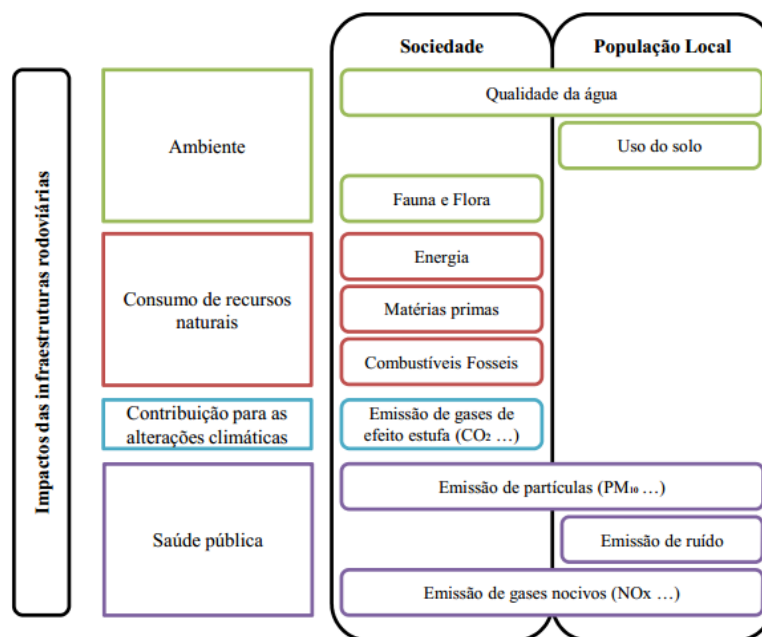 Sociedade
População Local
Impactos das infraestruturas rodoviárias
Ambiente
Qualidade da água
Uso do solo
Fauna e Flora
Consumo de recursos
naturais
Energia
Matérias primas
Combustíveis Fosseis
Contribuição para as
alterações climáticas
Emissão de gases de
efeito estufa (CO₂ …)
Saúde pública
Emissão de partículas (PM₁₀ …)
Emissão de ruído
Emissão de gases nocivos (NOx …)